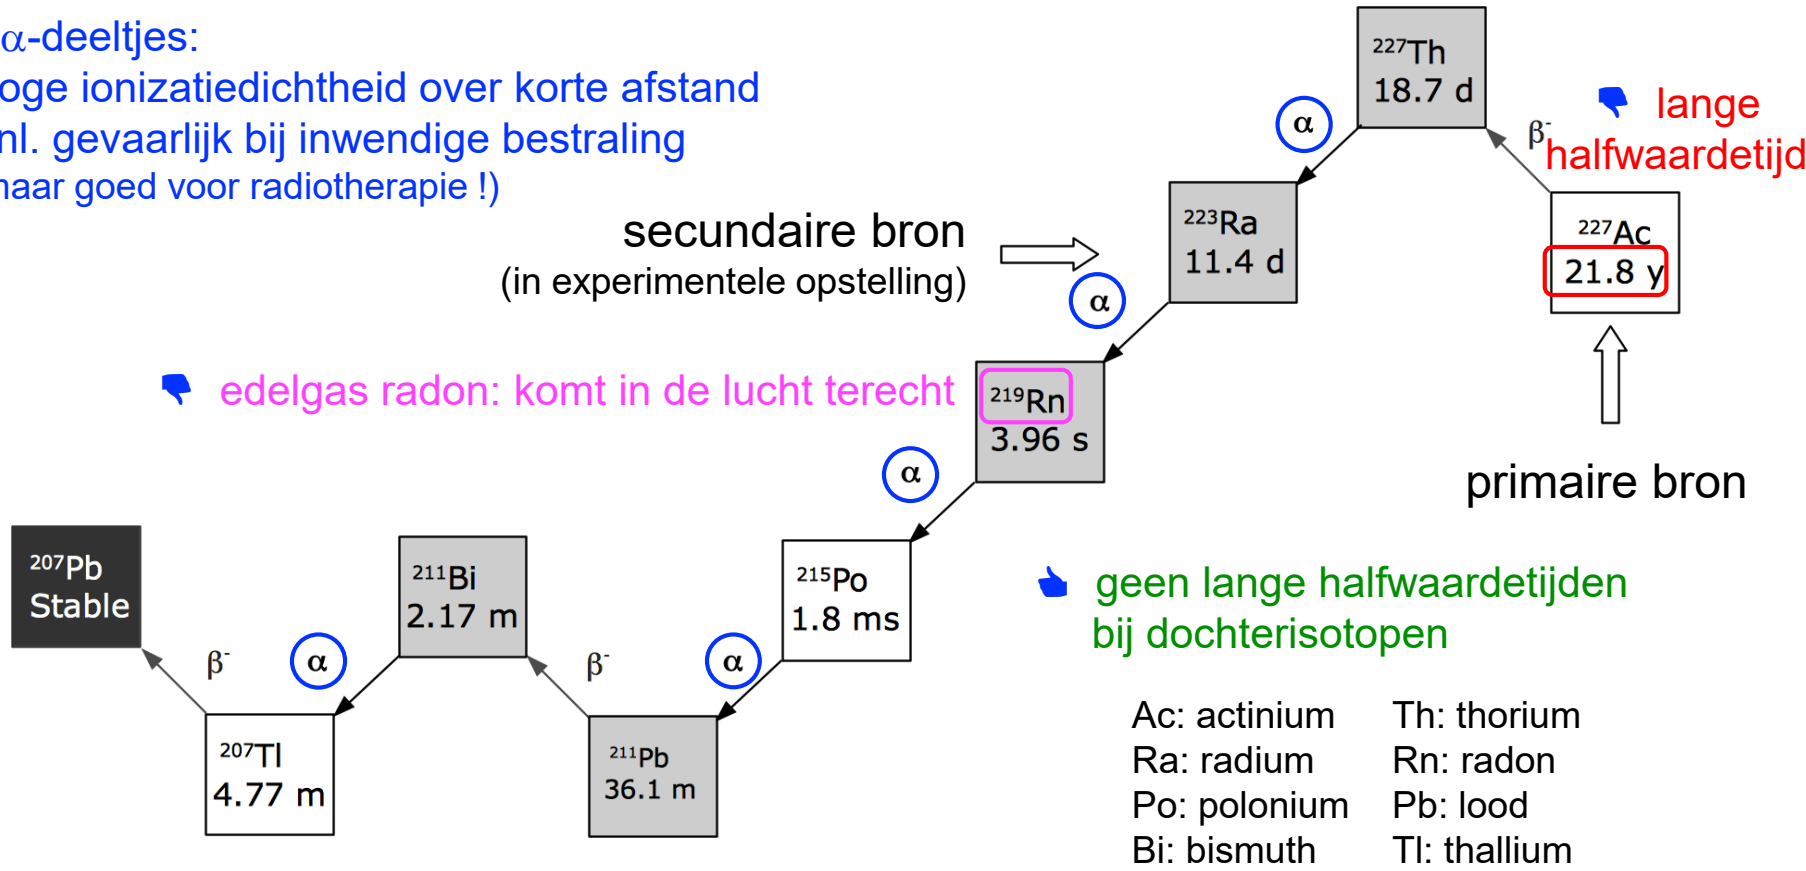 α-deeltjes:
oge ionizatiedichtheid over korte afstand
nl. gevaarlijk bij inwendige bestraling
maar goed voor radiotherapie !)
²²⁷Th
18.7 d
α
β⁻
lange
halfwaardetijd
²²⁷Ac
21.8 y
primaire bron
secundaire bron
(in experimentele opstelling)
²²³Ra
11.4 d
α
edelgas radon: komt in de lucht terecht
²¹⁹Rn
3.96 s
α
²¹⁵Po
1.8 ms
α
²¹¹Pb
36.1 m
β⁻
²¹¹Bi
2.17 m
α
²⁰⁷Tl
4.77 m
β⁻
²⁰⁷Pb
Stable
geen lange halfwaardetijden
bij dochterisotopen
Ac: actinium Th: thorium
Ra: radium Rn: radon
Po: polonium Pb: lood
Bi: bismuth Tl: thallium